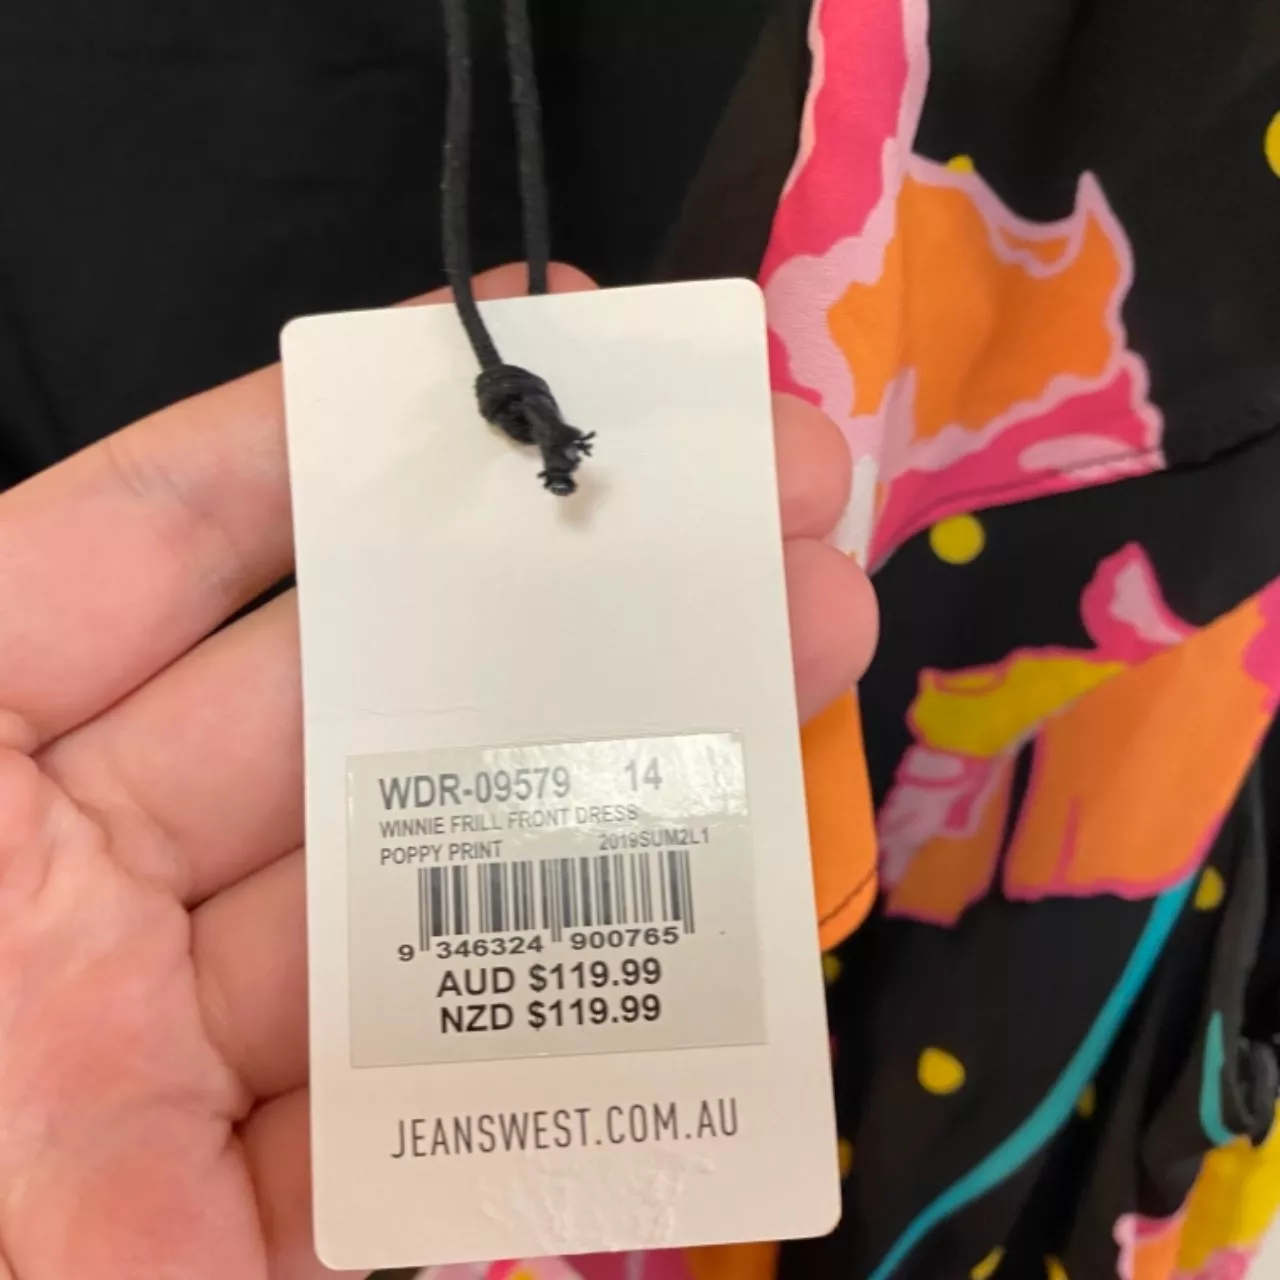 WDR-09579 14
WINNIE FRILL FRONT DRESS
POPPY PRINT 2019SUM2L1
9 346324 900765
AUD $119.99
NZD $119.99
JEANSWEST.COM.AU